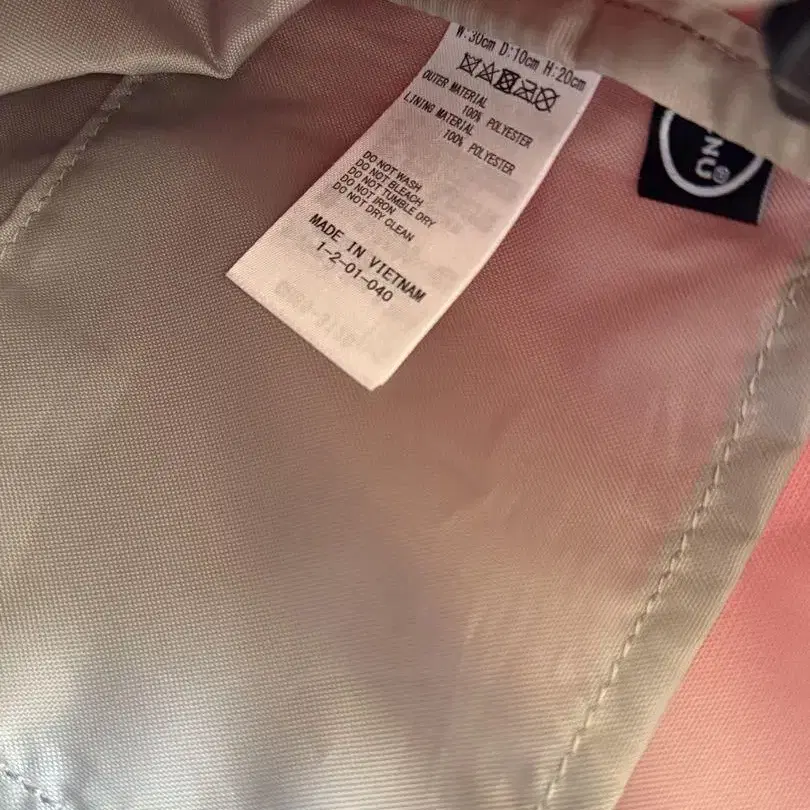 W:30cm D:10cm H:20cm
OUTER MATERIAL
100% POLYESTER
LINING MATERIAL
100% POLYESTER
DO NOT WASH
DO NOT BLEACH
DO NOT TUMBLE DRY
DO NOT IRON
DO NOT DRY CLEAN
MADE IN VIETNAM
1-2-01-040